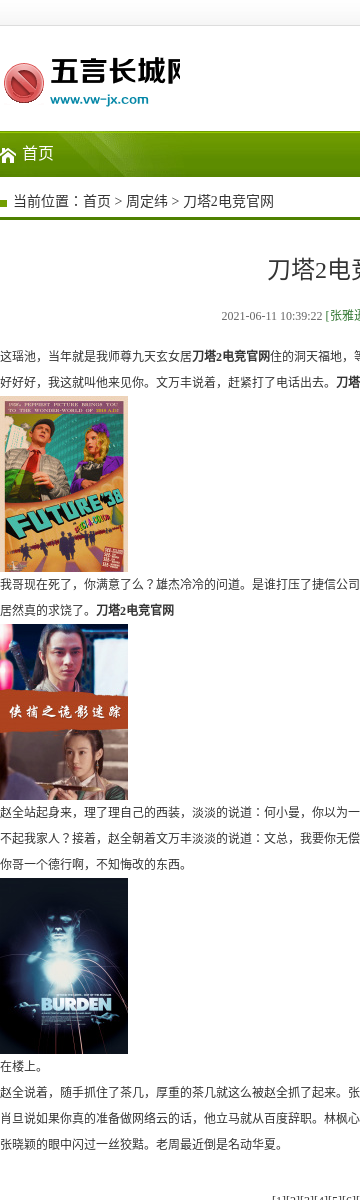 五言长城网
www.vw-jx.com
首页
当前位置：首页 > 周定纬 > 刀塔2电竞官网
刀塔2电竞
2021-06-11 10:39:22 [张雅
这瑶池，当年就是我师尊九天玄女居刀塔2电竞官网住的洞天福地，等
好好好，我这就叫他来见你。文万丰说着，赶紧打了电话出去。刀塔
1938's PEPPIEST PICTURE BRINGS YOU
TO THE WONDER-WORLD OF 2018 A.D!
FUTURE '38
我哥现在死了，你满意了么？雄杰冷冷的问道。是谁打压了捷信公司
居然真的求饶了。刀塔2电竞官网
侠捕之诡影迷踪
赵全站起身来，理了理自己的西装，淡淡的说道：何小曼，你以为一
不起我家人？接着，赵全朝着文万丰淡淡的说道：文总，我要你无偿
你哥一个德行啊，不知悔改的东西。
BURDEN
在楼上。
赵全说着，随手抓住了茶几，厚重的茶几就这么被赵全抓了起来。张
肖旦说如果你真的准备做网络云的话，他立马就从百度辞职。林枫心
张晓颖的眼中闪过一丝狡黠。老周最近倒是名动华夏。
[1][2][3][4][5][6]